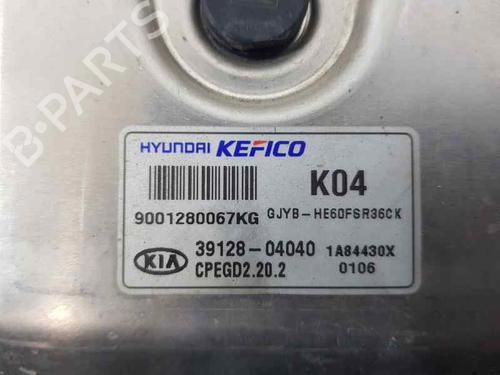 B-PARTS
HYUNDAI KEFICO
K04
9001280067KG
GJYB-HE60FSR36CK
KIA
39128-04040
1A84430X
CPEGD2.20.2
0106